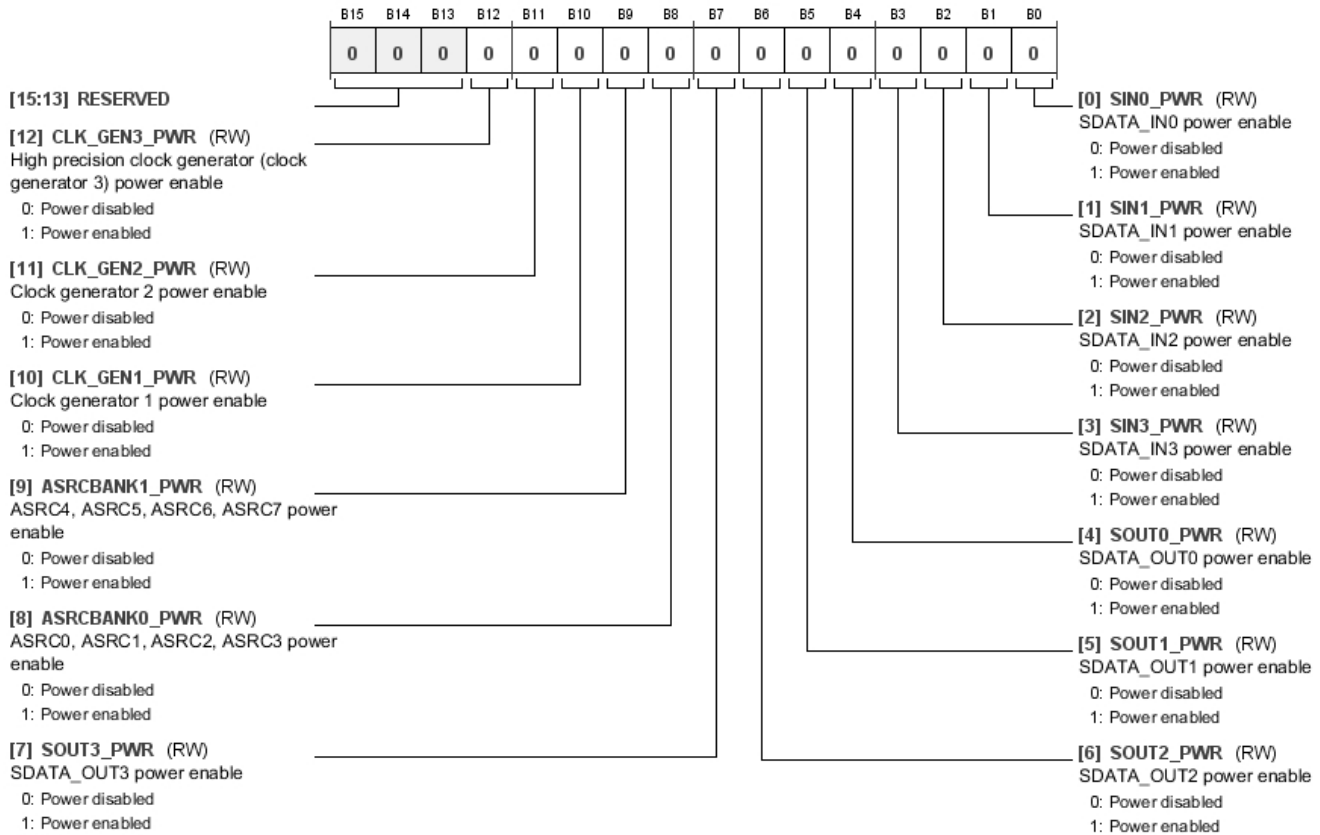 B15 B14 B13 B12 B11 B10 B9 B8 B7 B6 B5 B4 B3 B2 B1 B0
0 0 0 0 0 0 0 0 0 0 0 0 0 0 0 0
[15:13] RESERVED
[12] CLK_GEN3_PWR (RW)
High precision clock generator (clock
generator 3) power enable
0: Power disabled
1: Power enabled
[11] CLK_GEN2_PWR (RW)
Clock generator 2 power enable
0: Power disabled
1: Power enabled
[10] CLK_GEN1_PWR (RW)
Clock generator 1 power enable
0: Power disabled
1: Power enabled
[9] ASRCBANK1_PWR (RW)
ASRC4, ASRC5, ASRC6, ASRC7 power
enable
0: Power disabled
1: Power enabled
[8] ASRCBANK0_PWR (RW)
ASRC0, ASRC1, ASRC2, ASRC3 power
enable
0: Power disabled
1: Power enabled
[7] SOUT3_PWR (RW)
SDATA_OUT3 power enable
0: Power disabled
1: Power enabled
[0] SIN0_PWR (RW)
SDATA_IN0 power enable
0: Power disabled
1: Power enabled
[1] SIN1_PWR (RW)
SDATA_IN1 power enable
0: Power disabled
1: Power enabled
[2] SIN2_PWR (RW)
SDATA_IN2 power enable
0: Power disabled
1: Power enabled
[3] SIN3_PWR (RW)
SDATA_IN3 power enable
0: Power disabled
1: Power enabled
[4] SOUT0_PWR (RW)
SDATA_OUT0 power enable
0: Power disabled
1: Power enabled
[5] SOUT1_PWR (RW)
SDATA_OUT1 power enable
0: Power disabled
1: Power enabled
[6] SOUT2_PWR (RW)
SDATA_OUT2 power enable
0: Power disabled
1: Power enabled